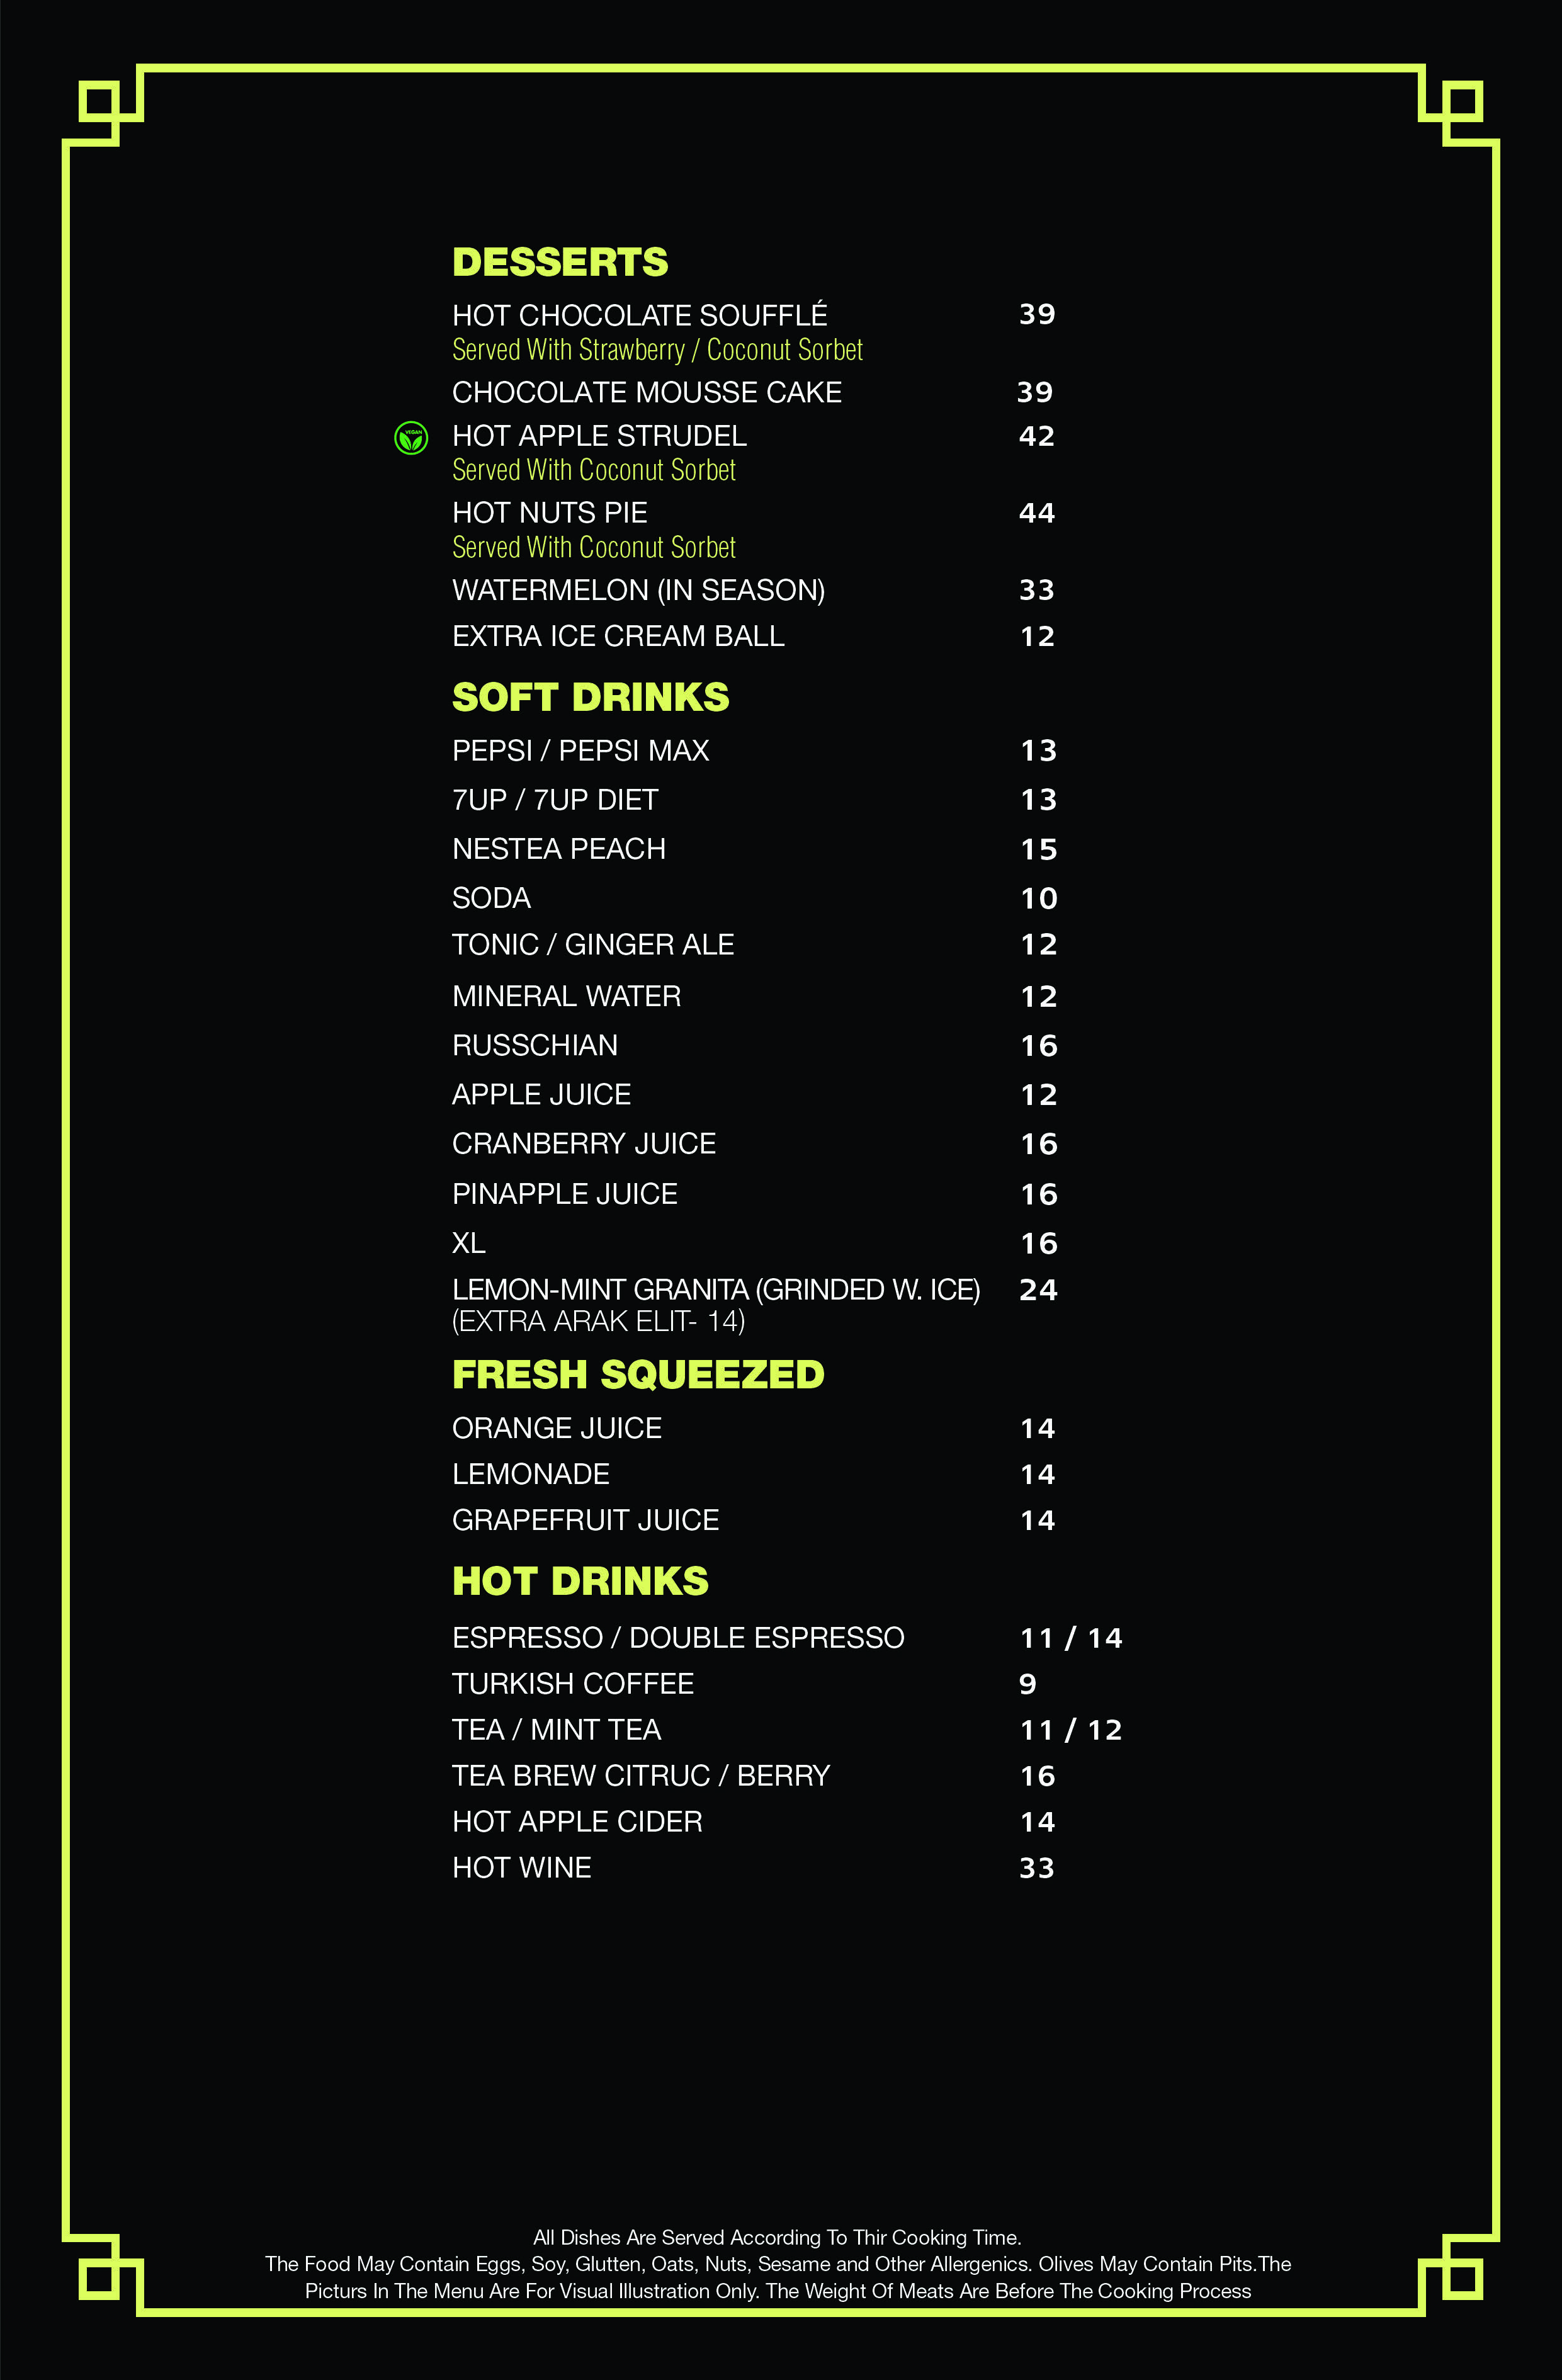 DESSERTS
HOT CHOCOLATE SOUFFLÉ 39
Served With Strawberry / Coconut Sorbet
CHOCOLATE MOUSSE CAKE 39
VEGAN HOT APPLE STRUDEL 42
Served With Coconut Sorbet
HOT NUTS PIE 44
Served With Coconut Sorbet
WATERMELON (IN SEASON) 33
EXTRA ICE CREAM BALL 12
SOFT DRINKS
PEPSI / PEPSI MAX 13
7UP / 7UP DIET 13
NESTEA PEACH 15
SODA 10
TONIC / GINGER ALE 12
MINERAL WATER 12
RUSSCHIAN 16
APPLE JUICE 12
CRANBERRY JUICE 16
PINAPPLE JUICE 16
XL 16
LEMON-MINT GRANITA (GRINDED W. ICE) 24
(EXTRA ARAK ELIT- 14)
FRESH SQUEEZED
ORANGE JUICE 14
LEMONADE 14
GRAPEFRUIT JUICE 14
HOT DRINKS
ESPRESSO / DOUBLE ESPRESSO 11 / 14
TURKISH COFFEE 9
TEA / MINT TEA 11 / 12
TEA BREW CITRUC / BERRY 16
HOT APPLE CIDER 14
HOT WINE 33
All Dishes Are Served According To Thir Cooking Time.
The Food May Contain Eggs, Soy, Glutten, Oats, Nuts, Sesame and Other Allergenics. Olives May Contain Pits.The
Picturs In The Menu Are For Visual Illustration Only. The Weight Of Meats Are Before The Cooking Process